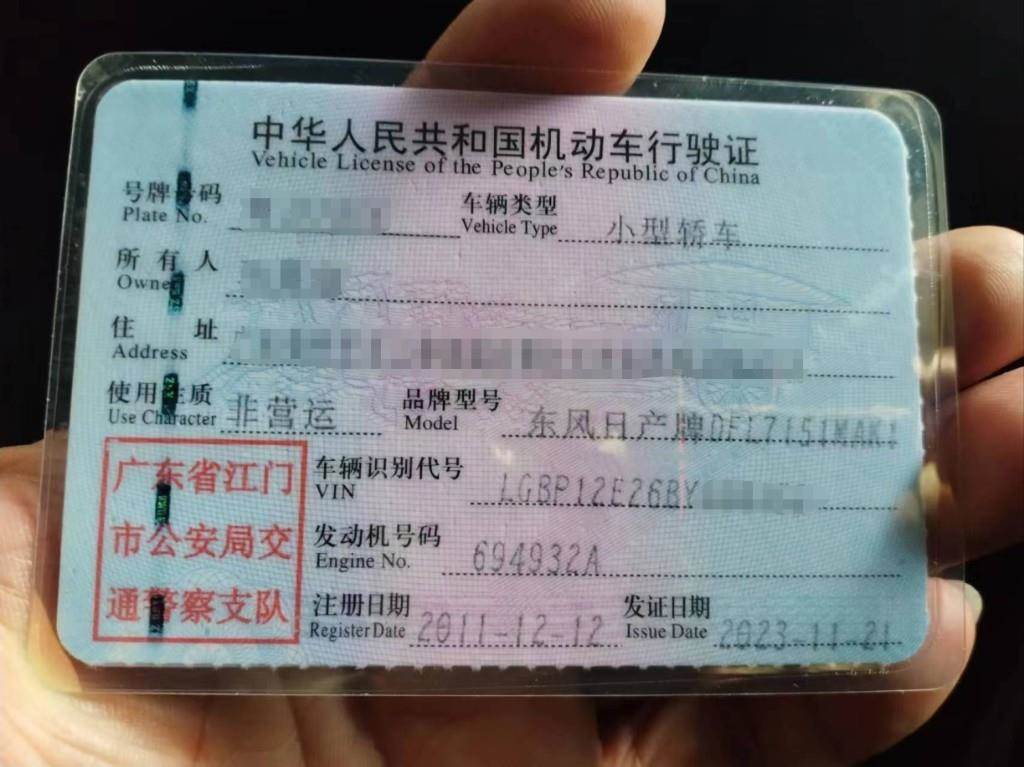 中华人民共和国机动车行驶证
Vehicle License of the People's Republic of China
号牌号码 车辆类型 小型轿车
Plate No. Vehicle Type
所有人
Owner
住址
Address
使用性质 非营运 品牌型号 东风日产牌DFL7151MAK1
Use Character Model
广东省江门
市公安局交
通警察支队
车辆识别代号 LGBP12E26BY
VIN
发动机号码 694932A
Engine No.
注册日期 2011-12-12 发证日期 2023-11-21
Register Date Issue Date